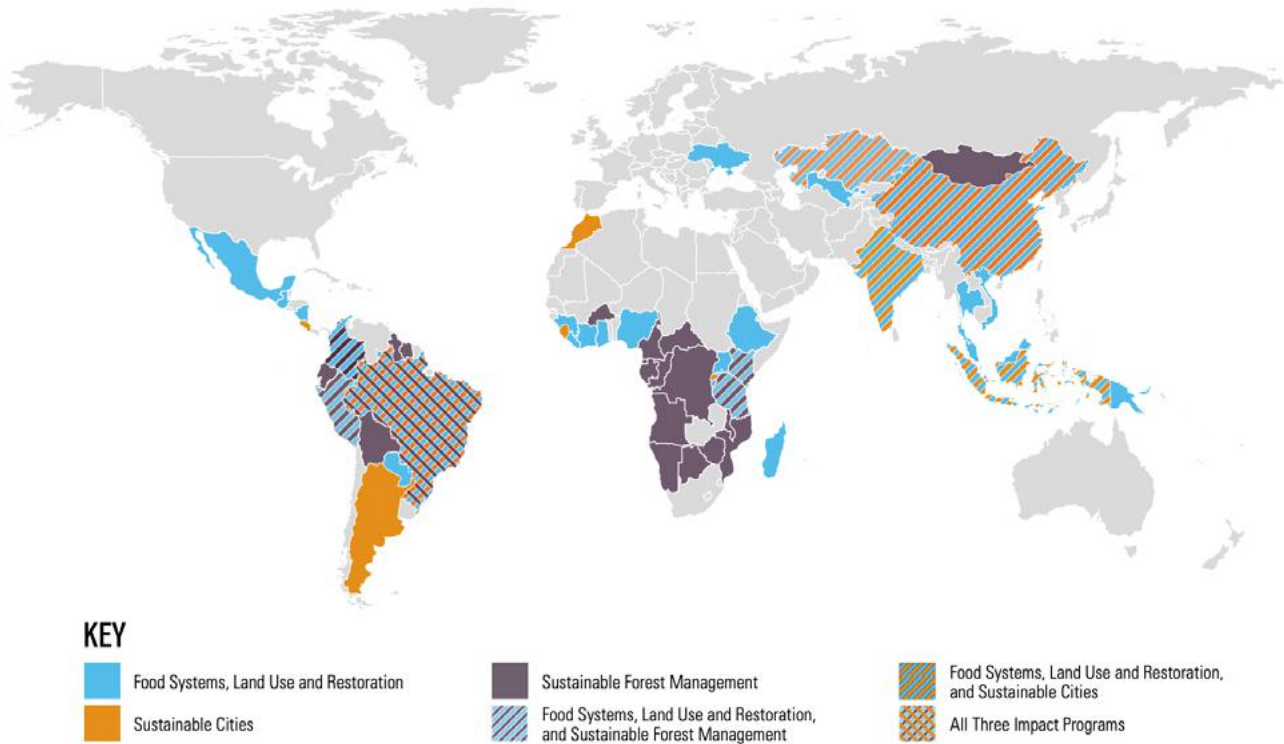 KEY
Food Systems, Land Use and Restoration
Sustainable Cities
Sustainable Forest Management
Food Systems, Land Use and Restoration,
and Sustainable Forest Management
Food Systems, Land Use and Restoration,
and Sustainable Cities
All Three Impact Programs